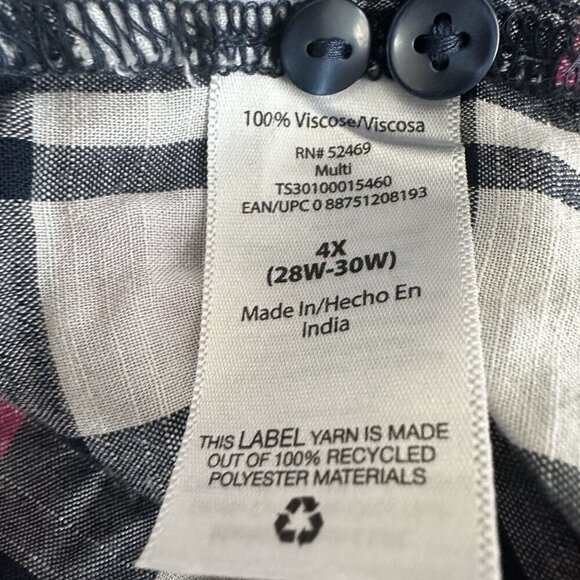 100% Viscose/Viscosa
RN# 52469
Multi
TS30100015460
EAN/UPC 0 88751208193
4X
(28W-30W)
Made In/Hecho En
India
THIS LABEL YARN IS MADE
OUT OF 100% RECYCLED
POLYESTER MATERIALS